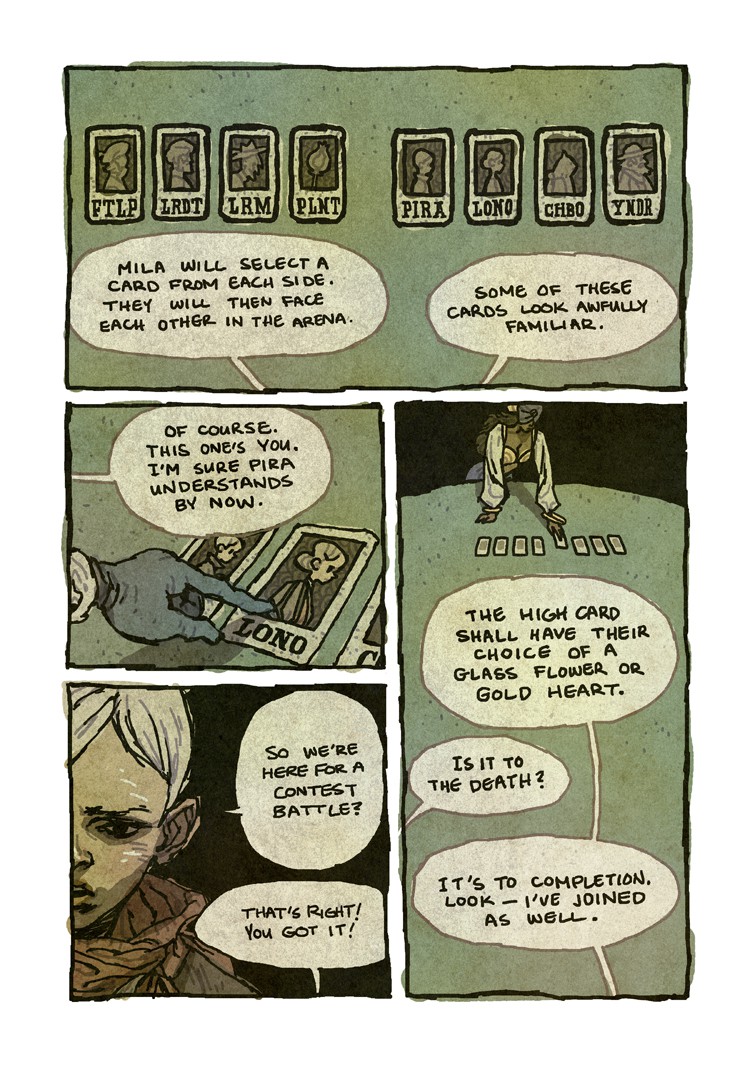 FTLP LRDT LRM PLNT PIRA LONO CHBO YNDR
MILA WILL SELECT A
CARD FROM EACH SIDE.
THEY WILL THEN FACE
EACH OTHER IN THE ARENA.
SOME OF THESE
CARDS LOOK AWFULLY
FAMILIAR.
OF COURSE.
THIS ONE'S YOU.
I'M SURE PIRA
UNDERSTANDS
BY NOW.
LONO
C
SO WE'RE
HERE FOR A
CONTEST
BATTLE?
THAT'S RIGHT!
YOU GOT IT!
THE HIGH CARD
SHALL HAVE THEIR
CHOICE OF A
GLASS FLOWER OR
GOLD HEART.
IS IT TO
THE DEATH?
IT'S TO COMPLETION.
LOOK — I'VE JOINED
AS WELL.